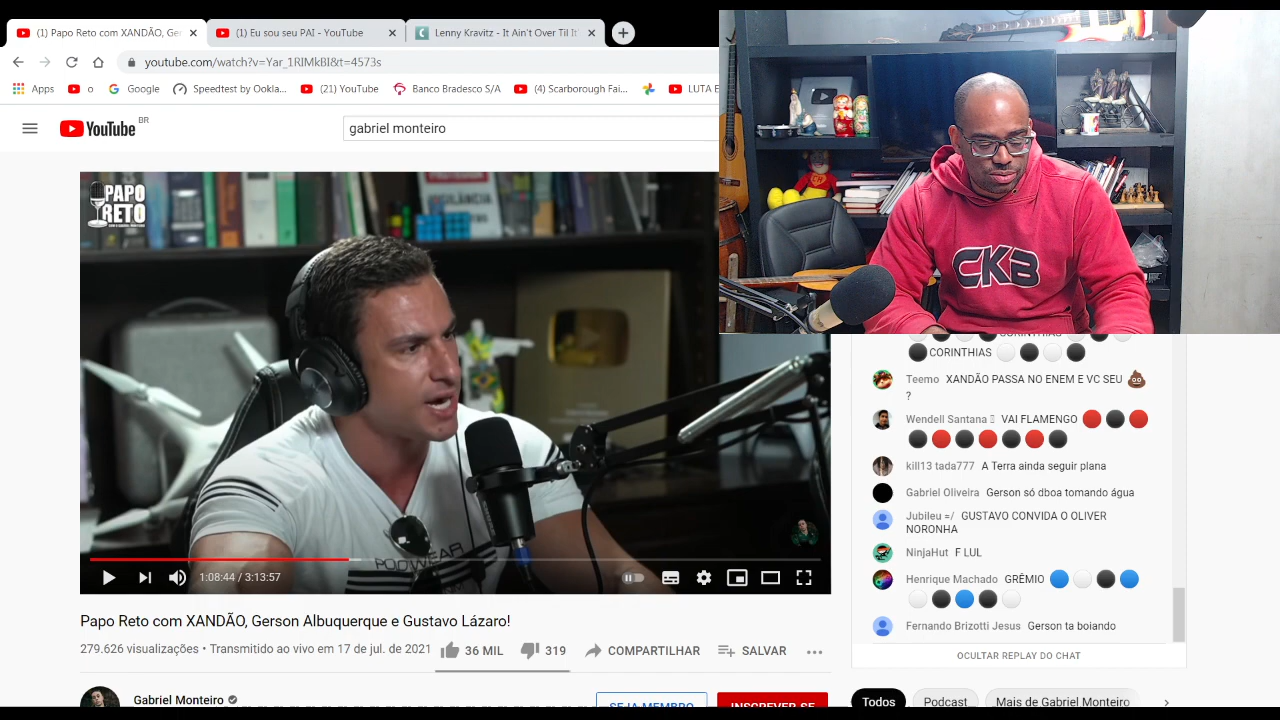 (1) Papo Reto com XANDÃO, Ge
(1) Eu sou
YouTube
Kravitz - It Ain't Over Til It
youtube.com/watch?v=Yar_1RlMkBI&t=4573s
Apps
o
Google
Speedtest by Ookla...
(21) YouTube
Banco Bradesco S/A
(4) Scarborough Fai...
LUTA E
YouTube BR
gabriel monteiro
PAPO
RETO
CKB
CORINTHIAS
CORINTHIAS
Teemo XANDÃO PASSA NO ENEM E VC SEU 💩
?
Wendell Santana VAI FLAMENGO 🔴 ⚫ 🔴
⚫ 🔴 ⚫ 🔴 ⚫ 🔴 ⚫
kill13 tada777 A Terra ainda seguir plana
Gabriel Oliveira Gerson só dboa tomando água
Jubileu =/ GUSTAVO CONVIDA O OLIVER
NORONHA
NinjaHut F LUL
Henrique Machado GRÊMIO 🔵 ⚪ ⚫ 🔵
⚪ ⚫ 🔵 ⚫ ⚪
Fernando Brizotti Jesus Gerson ta boiando
OCULTAR REPLAY DO CHAT
1:08:44 / 3:13:57
Papo Reto com XANDÃO, Gerson Albuquerque e Gustavo Lázaro!
279.626 visualizações • Transmitido ao vivo em 17 de jul. de 2021
36 MIL
319
COMPARTILHAR
SALVAR
Gabriel Monteiro
SEJA MEMBRO
INSCREVER-SE
Todos
Podcast
Mais de Gabriel Monteiro